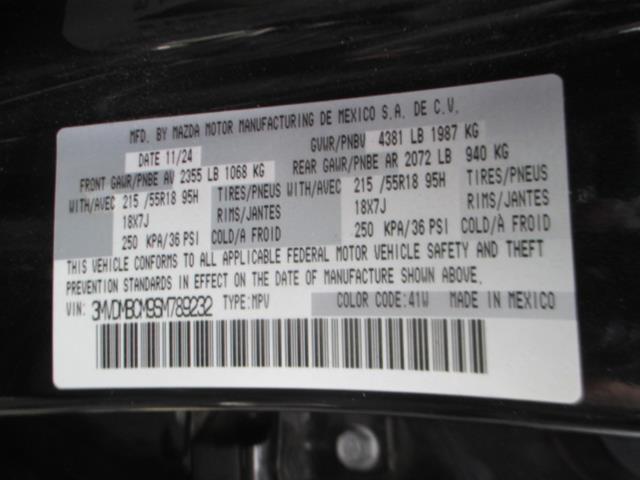 MFD. BY MAZDA MOTOR MANUFACTURING DE MEXICO S.A. DE C.V.
DATE 11/24 GVWR/PNBV 4381 LB 1987 KG
FRONT GAWR/PNBE AV 2355 LB 1068 KG REAR GAWR/PNBE AR 2072 LB 940 KG
WITH/AVEC 215 /55R18 95H TIRES/PNEUS WITH/AVEC 215 /55R18 95H TIRES/PNEUS
18X7J RIMS/JANTES 18X7J RIMS/JANTES
250 KPA/36 PSI COLD/À FROID 250 KPA/36 PSI COLD/À FROID
THIS VEHICLE CONFORMS TO ALL APPLICABLE FEDERAL MOTOR VEHICLE SAFETY AND THEFT
PREVENTION STANDARDS IN EFFECT ON THE DATE OF MANUFACTURE SHOWN ABOVE.
VIN: 3MVDMBCM9SM789232 TYPE:MPV COLOR CODE:41W MADE IN MEXICO